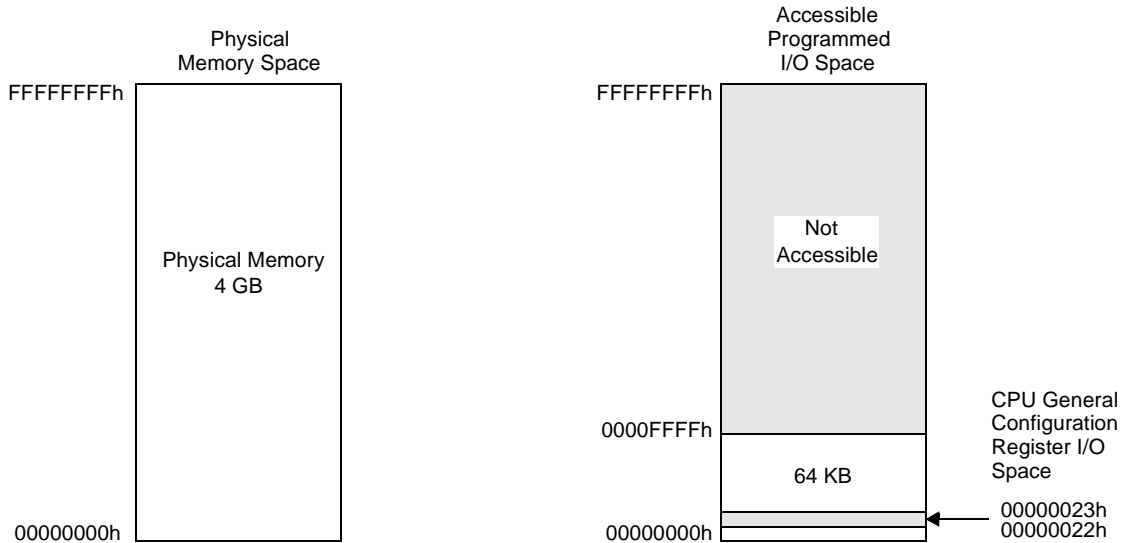 Physical
Memory Space
FFFFFFFFh
Physical Memory
4 GB
00000000h
Accessible
Programmed
I/O Space
FFFFFFFFh
Not
Accessible
0000FFFFh
64 KB
00000000h
CPU General
Configuration
Register I/O
Space
00000023h
00000022h